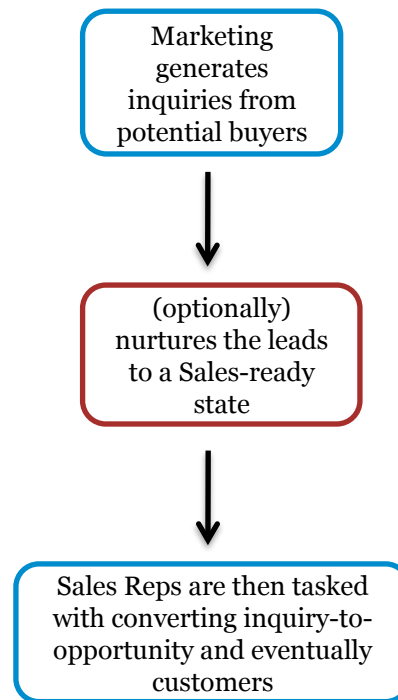 Marketing
generates
inquiries from
potential buyers
(optionally)
nurtures the leads
to a Sales-ready
state
Sales Reps are then tasked
with converting inquiry-to-
opportunity and eventually
customers